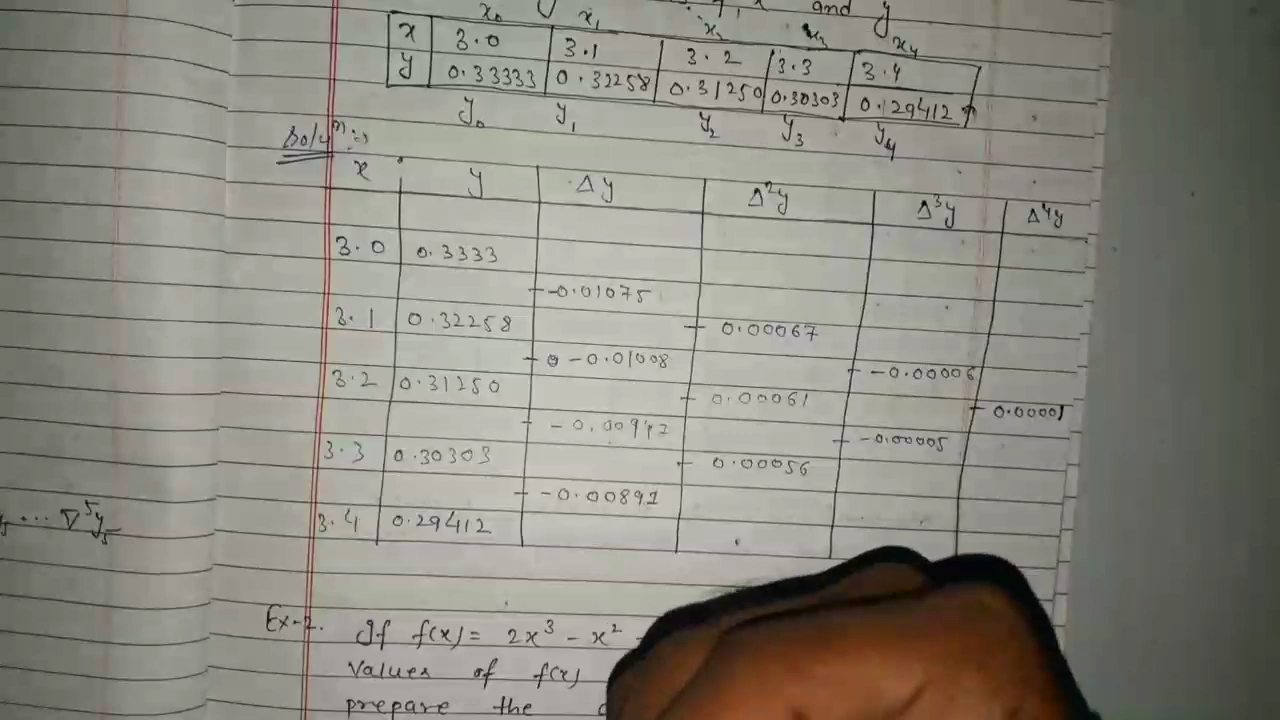 x and y
x₀ x₁ x₂ x₃ x₄
x 3.0 3.1 3.2 3.3 3.4
y 0.33333 0.32258 0.31250 0.30303 0.129412
y₀ y₁ y₂ y₃ y₄
Soluⁿ :->
x y Δy Δ²y Δ³y Δ⁴y
3.0 0.3333
-0.01075
3.1 0.32258 0.00067
-0.01008 -0.00006
3.2 0.31250 0.00061 0.00001
-0.00947 -0.00005
3.3 0.30303 0.00056
-0.00891
3.4 0.29412
... ∇⁵y₅
Ex-2. If f(x) = 2x³ - x²
values of f(x)
prepare the